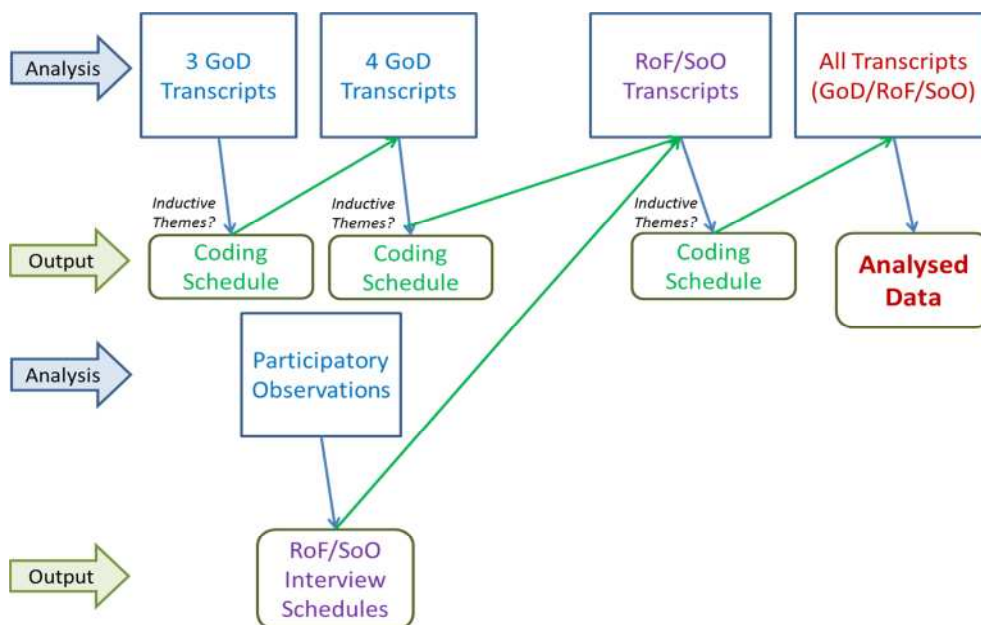 Analysis
3 GoD
Transcripts
4 GoD
Transcripts
RoF/SoO
Transcripts
All Transcripts
(GoD/RoF/SoO)
Output
Inductive
Themes?
Coding
Schedule
Inductive
Themes?
Coding
Schedule
Inductive
Themes?
Coding
Schedule
Analysed
Data
Analysis
Participatory
Observations
Output
RoF/SoO
Interview
Schedules